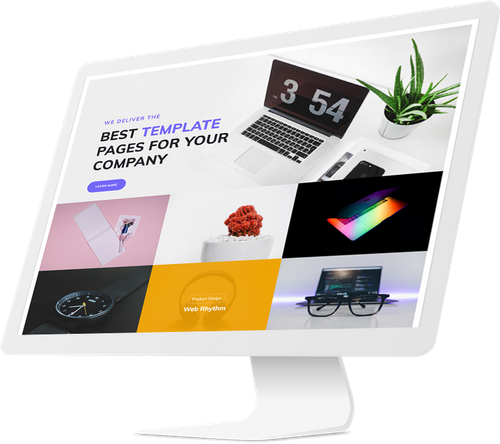 WE DELIVER THE
BEST TEMPLATE
PAGES FOR YOUR
COMPANY
LEARN MORE
3 54
Product Design
Web Rhythm